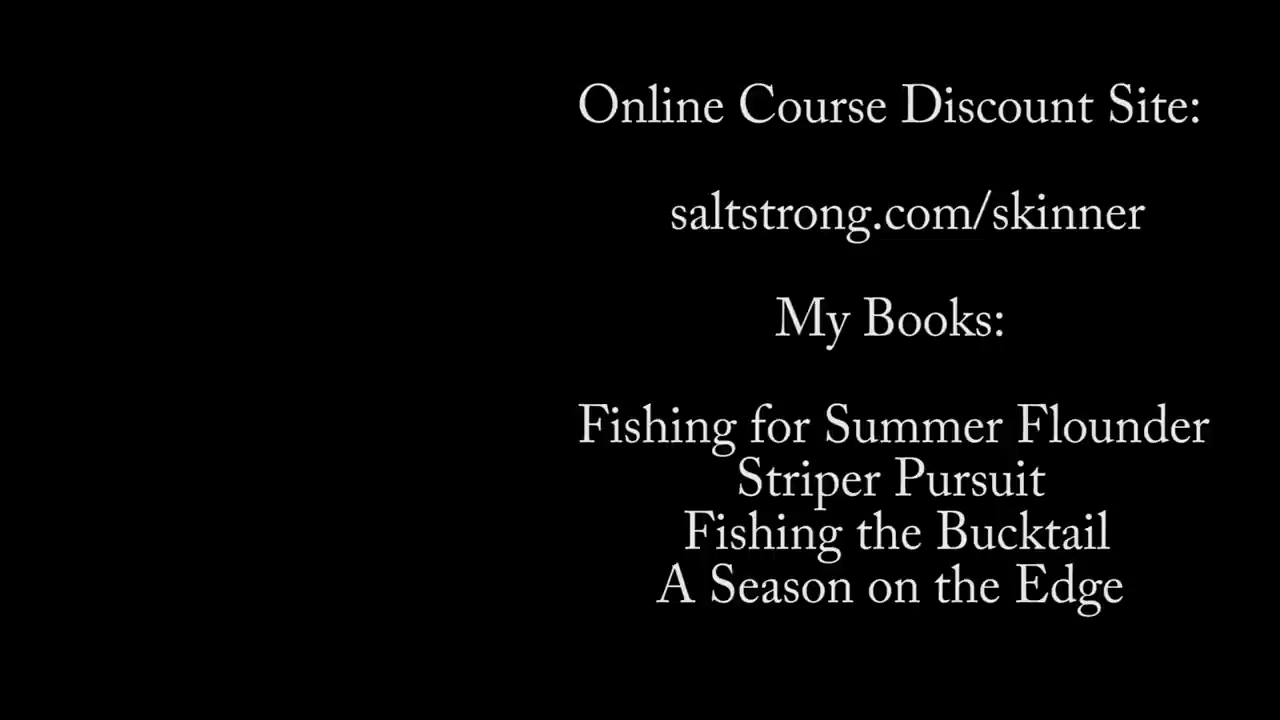 Online Course Discount Site:
saltstrong.com/skinner
My Books:
Fishing for Summer Flounder
Striper Pursuit
Fishing the Bucktail
A Season on the Edge